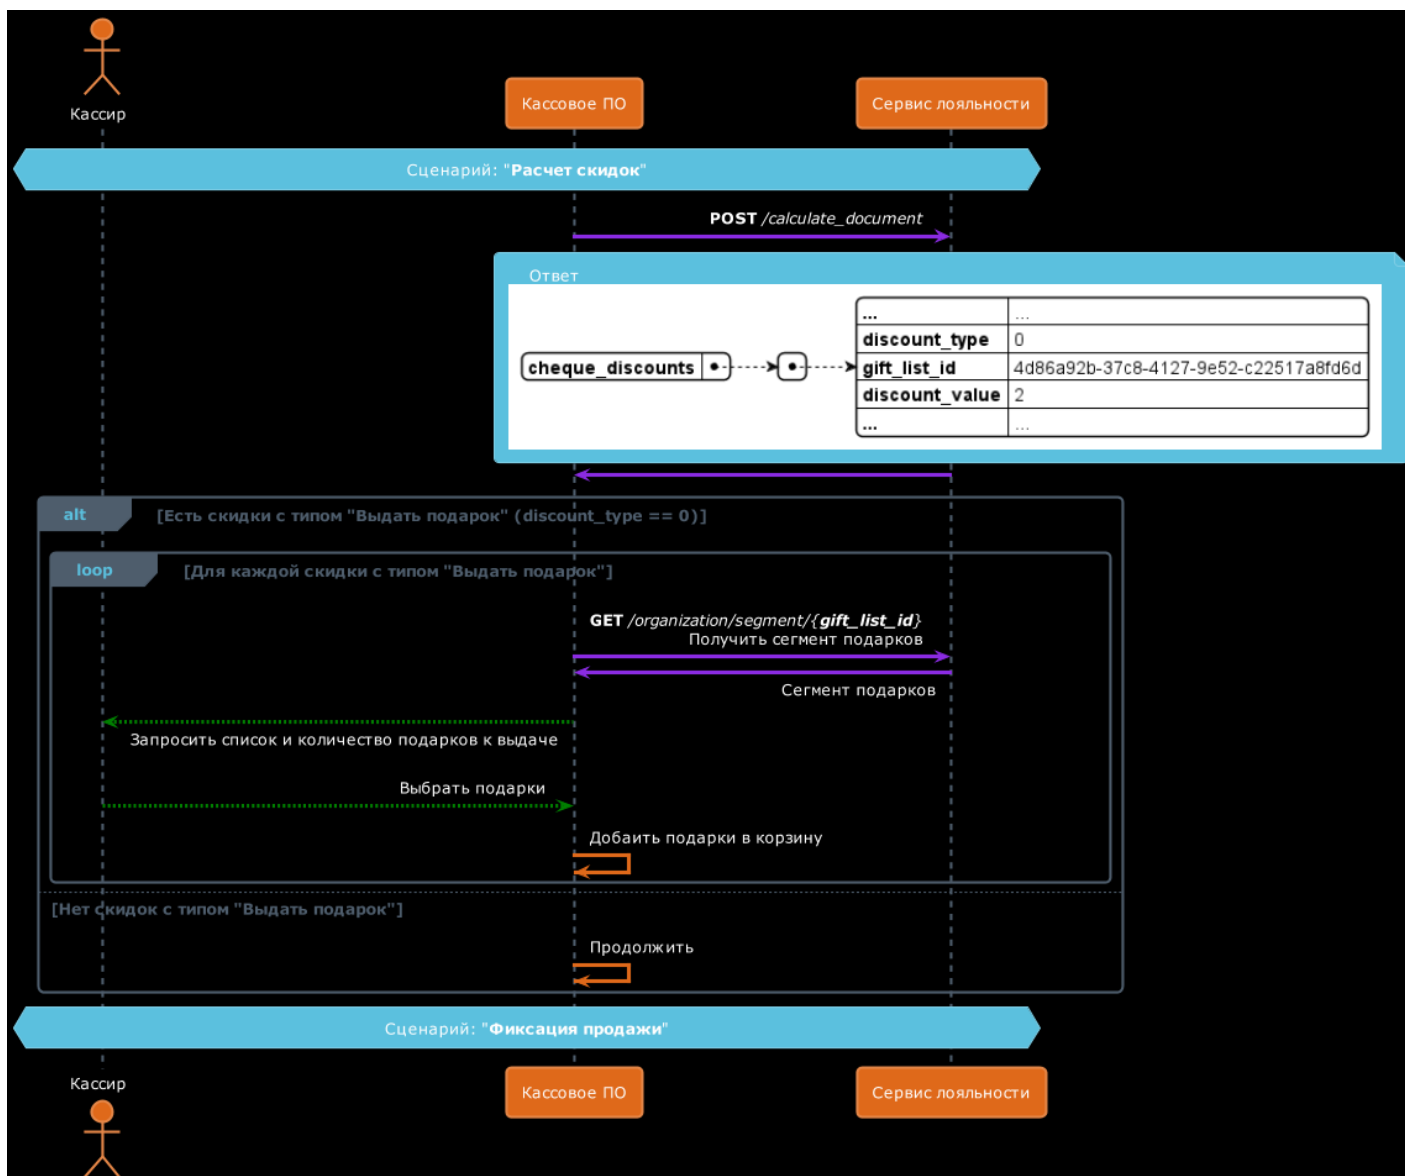 Кассир
Кассовое ПО
Сервис лояльности
Сценарий: "Расчет скидок"
POST /calculate_document
Ответ
cheque_discounts
... ...
discount_type 0
gift_list_id 4d86a92b-37c8-4127-9e52-c22517a8fd6d
discount_value 2
... ...
alt [Есть скидки с типом "Выдать подарок" (discount_type == 0)]
loop [Для каждой скидки с типом "Выдать подарок"]
GET /organization/segment/{gift_list_id}
Получить сегмент подарков
Сегмент подарков
Запросить список и количество подарков к выдаче
Выбрать подарки
Добаить подарки в корзину
[Нет скидок с типом "Выдать подарок"]
Продолжить
Сценарий: "Фиксация продажи"
Кассир
Кассовое ПО
Сервис лояльности